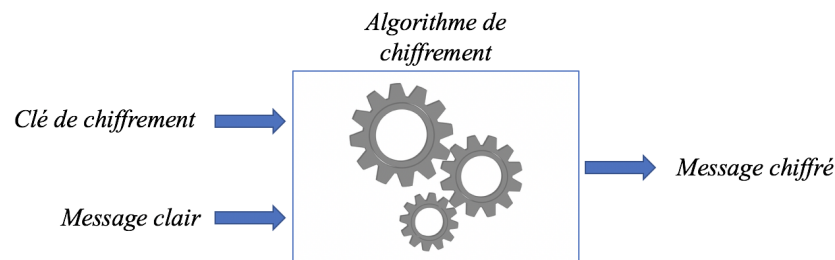 Algorithme de
chiffrement
Clé de chiffrement
Message clair
Message chiffré